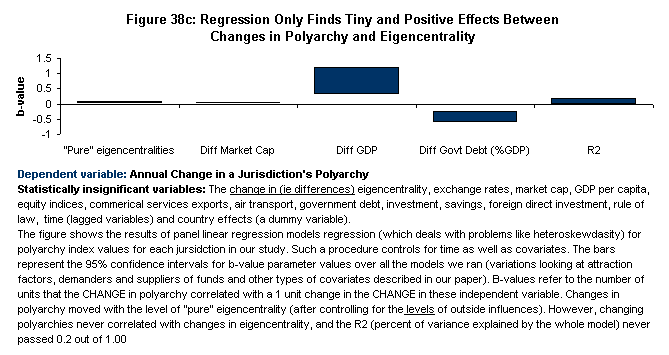 Figure 38c: Regression Only Finds Tiny and Positive Effects Between
Changes in Polyarchy and Eigencentrality
1.5
1
0.5
0
-0.5
-1
b-value
"Pure" eigencentralities
Diff Market Cap
Diff GDP
Diff Govt Debt (%GDP)
R2
Dependent variable: Annual Change in a Jurisdiction's Polyarchy
Statistically insignificant variables: The change in (ie differences) eigencentrality, exchange rates, market cap, GDP per capita,
equity indices, commerical services exports, air transport, government debt, investment, savings, foreign direct investment, rule of
law, time (lagged variables) and country effects (a dummy variable).
The figure shows the results of panel linear regression models regression (which deals with problems like heteroskewdasity) for
polyarchy index values for each jursidction in our study. Such a procedure controls for time as well as covariates. The bars
represent the 95% confidence intervals for b-value parameter values over all the models we ran (variations looking at attraction
factors, demanders and suppliers of funds and other types of covariates described in our paper). B-values refer to the number of
units that the CHANGE in polyarchy correlated with a 1 unit change in the CHANGE in these independent variable. Changes in
polyarchy moved with the level of "pure" eigencentrality (after controlling for the levels of outside influences). However, changing
polyarchies never correlated with changes in eigencentrality, and the R2 (percent of variance explained by the whole model) never
passed 0.2 out of 1.00